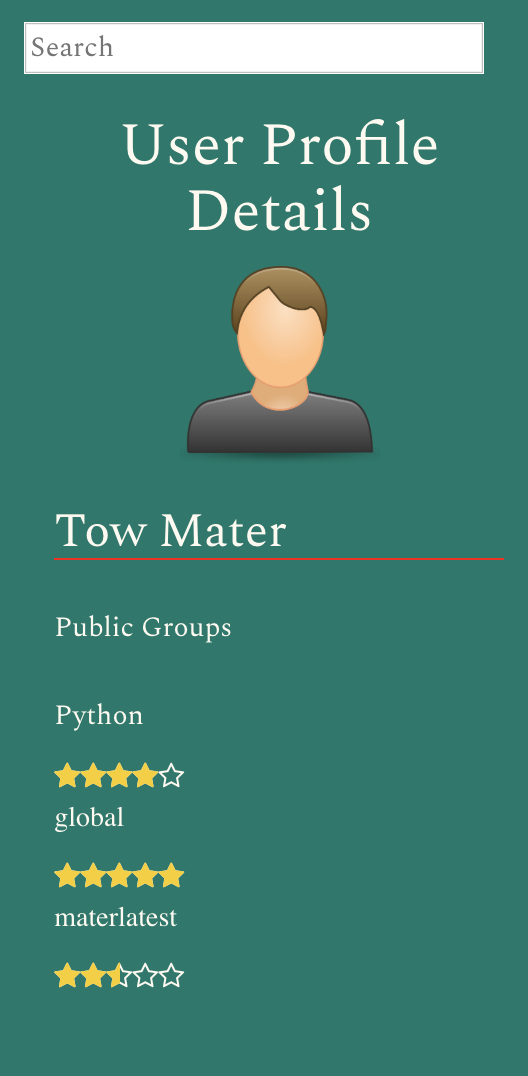 Search
User Profile
Details
Tow Mater
Public Groups
Python
global
materlatest